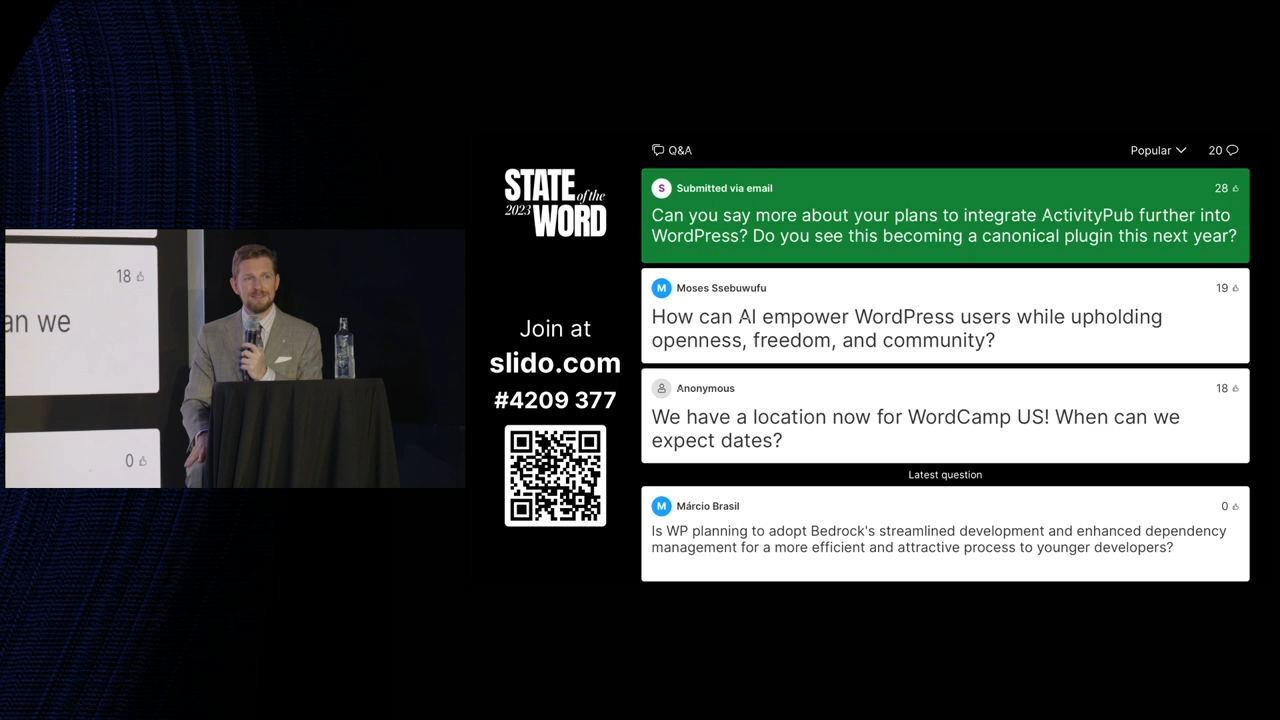 18
an we
0
STATE of the
2023 WORD
Join at
slido.com
#4209 377
Q&A
Popular
20
S Submitted via email
28
Can you say more about your plans to integrate ActivityPub further into
WordPress? Do you see this becoming a canonical plugin this next year?
M Moses Ssebuwufu
19
How can AI empower WordPress users while upholding
openness, freedom, and community?
Anonymous
18
We have a location now for WordCamp US! When can we
expect dates?
Latest question
M Márcio Brasil
0
Is WP planning to adopt Bedrock's streamlined development and enhanced dependency
management for a more efficient and attractive process to younger developers?